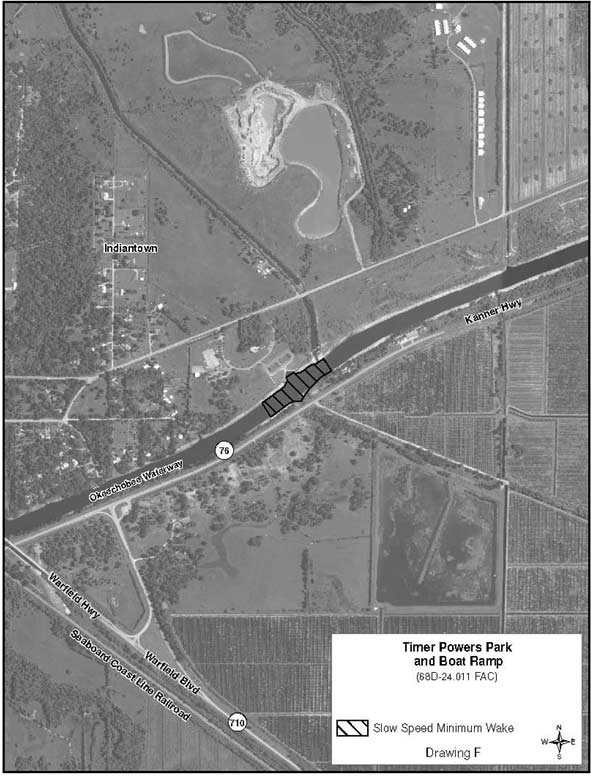 Indiantown
Kanner Hwy
76
Okeechobee Waterway
Warfield Hwy
Warfield Blvd
Seaboard Coast Line Railroad
710
Timer Powers Park
and Boat Ramp
(68D-24.011 FAC)
Slow Speed Minimum Wake
Drawing F
N
W E
S